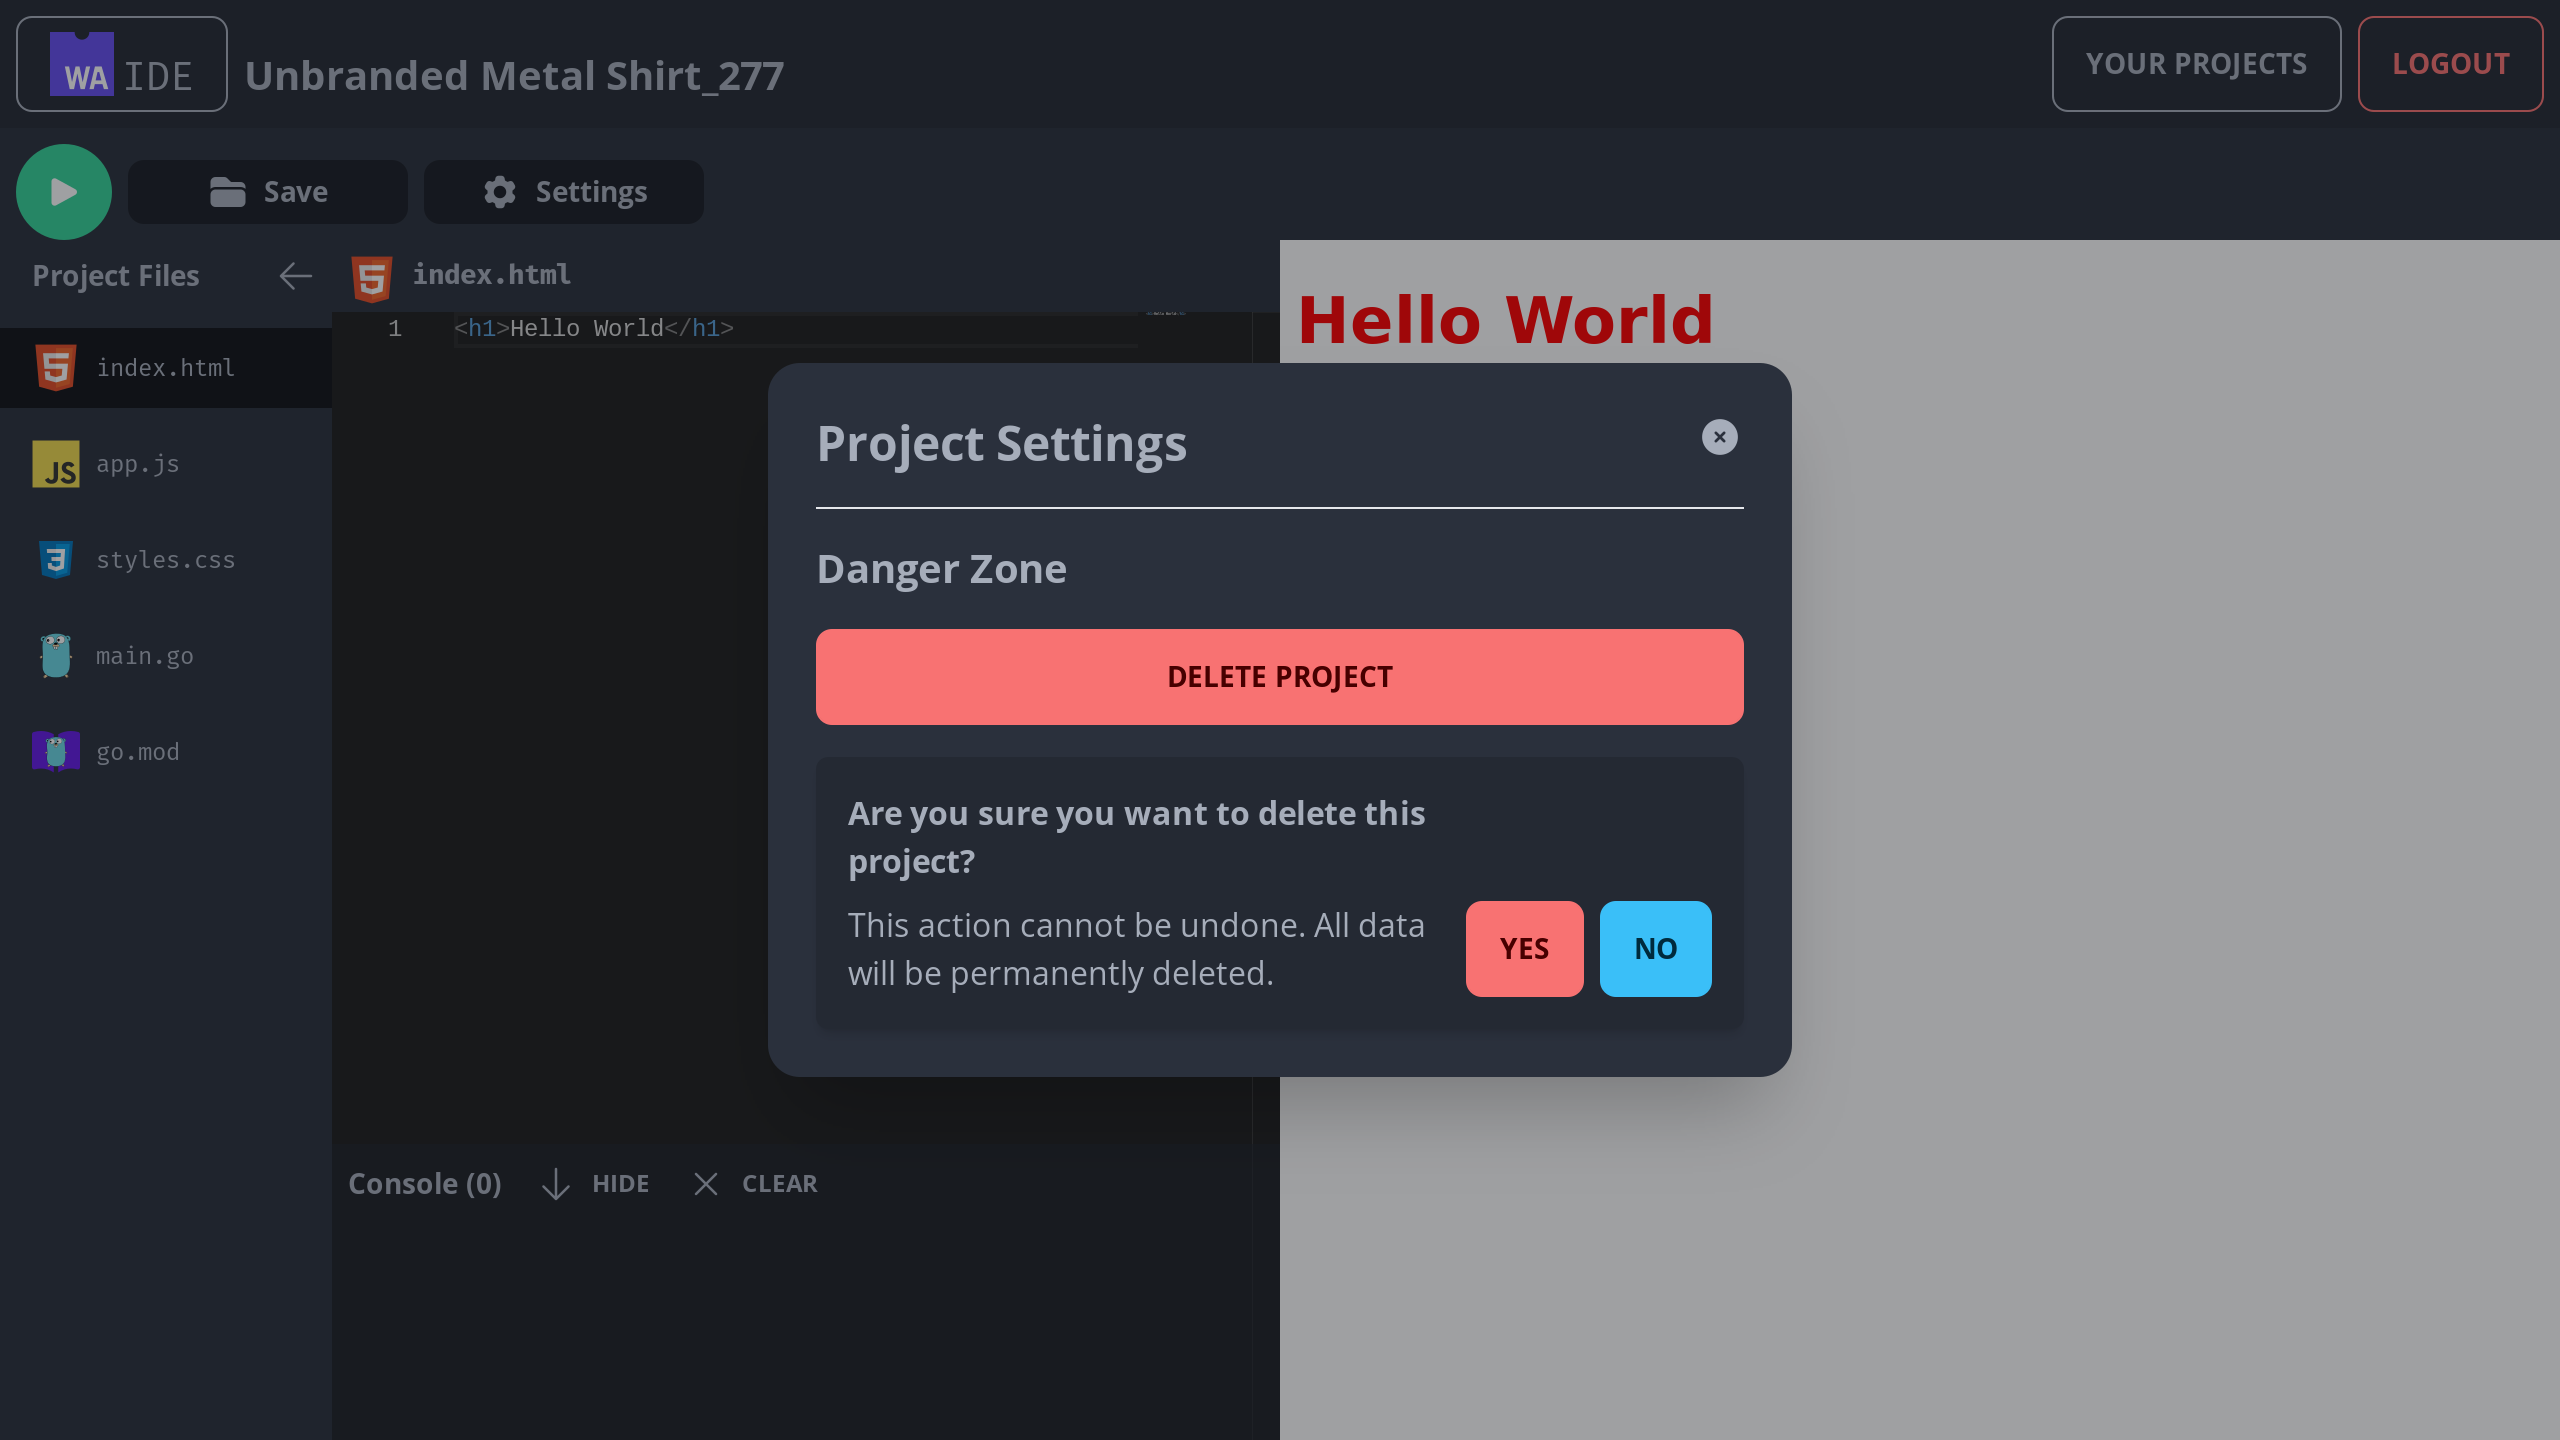 WA IDE Unbranded Metal Shirt_277 YOUR PROJECTS LOGOUT
Save Settings
Project Files
index.html
1 <h1>Hello World</h1>
Hello World
index.html
app.js
styles.css
main.go
go.mod
Project Settings
Danger Zone
DELETE PROJECT
Are you sure you want to delete this
project?
This action cannot be undone. All data
will be permanently deleted.
YES NO
Console (0) HIDE CLEAR